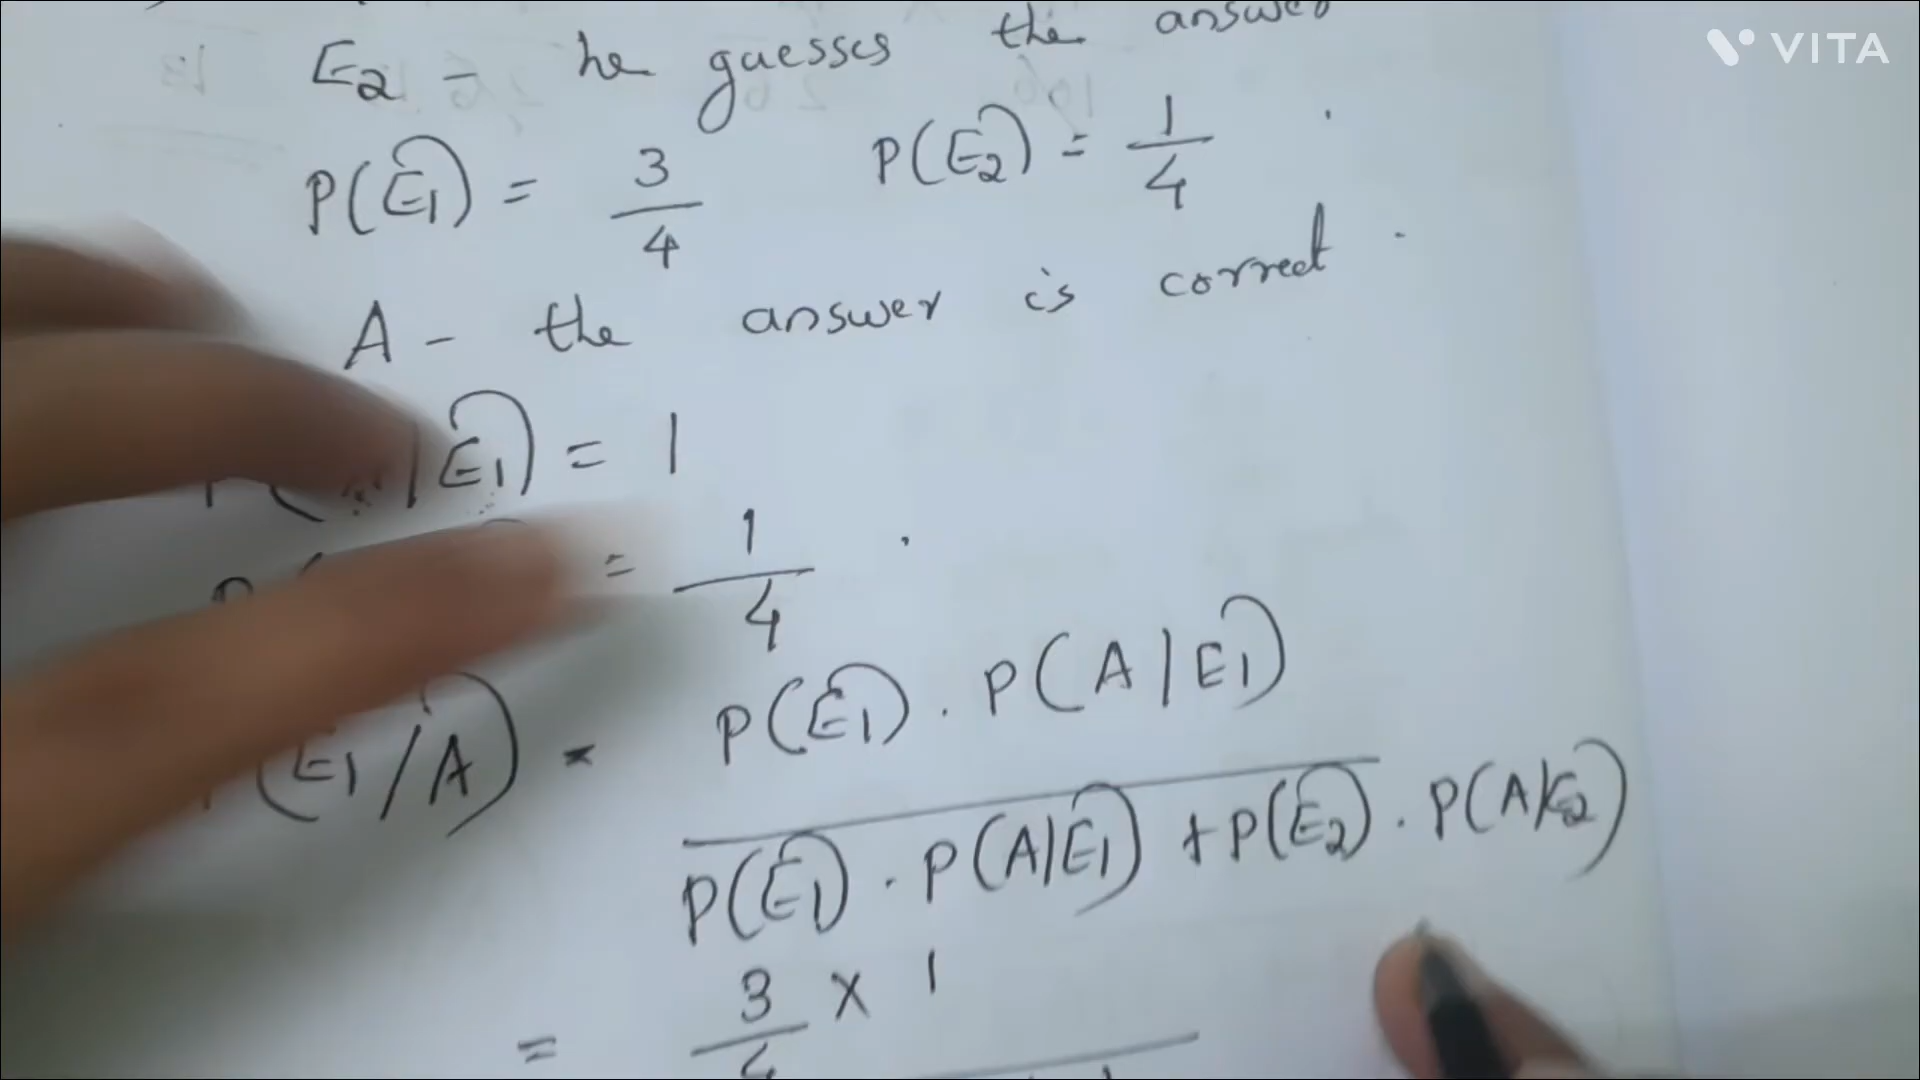 E2 - he guesses the answer
VITA
P(E1) = 3/4 P(E2) = 1/4
A - the answer is correct.
|E1) = 1
= 1/4
(E1/A) = P(E1) . P(A|E1)
P(E1) . P(A|E1) + P(E2) . P(A|E2)
= 3/4 x 1